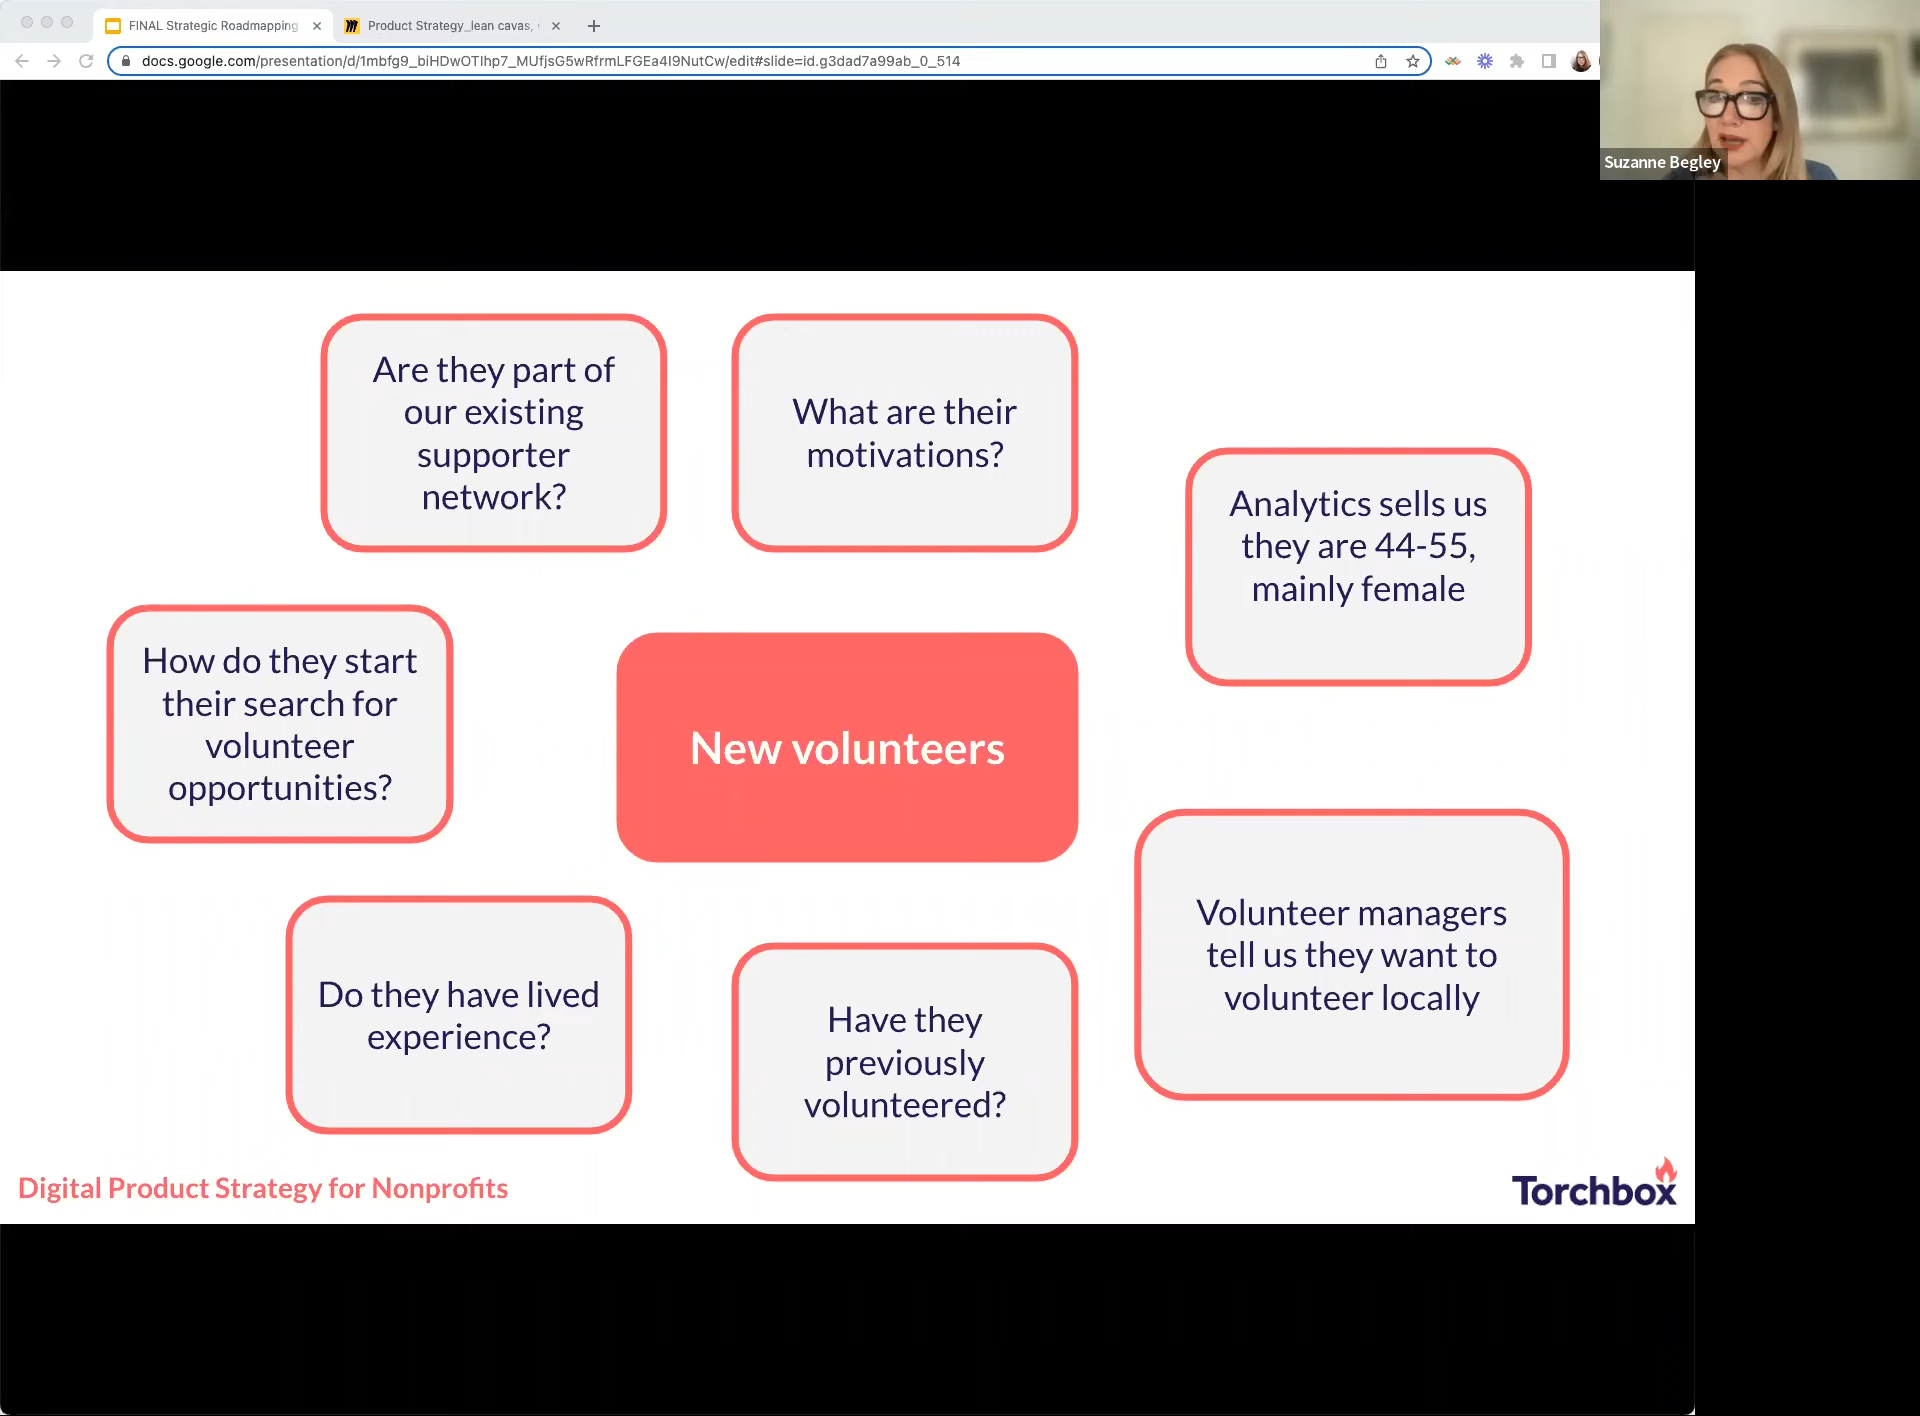 FINAL Strategic Roadmapping
Product Strategy_lean cavas,
docs.google.com/presentation/d/1mbfg9_biHDwOTIhp7_MUfjsG5wRfrmLFGEa4I9NutCw/edit#slide=id.g3dad7a99ab_0_514
Suzanne Begley
Are they part of
our existing
supporter
network?
What are their
motivations?
Analytics sells us
they are 44-55,
mainly female
How do they start
their search for
volunteer
opportunities?
New volunteers
Volunteer managers
tell us they want to
volunteer locally
Do they have lived
experience?
Have they
previously
volunteered?
Digital Product Strategy for Nonprofits
Torchbox